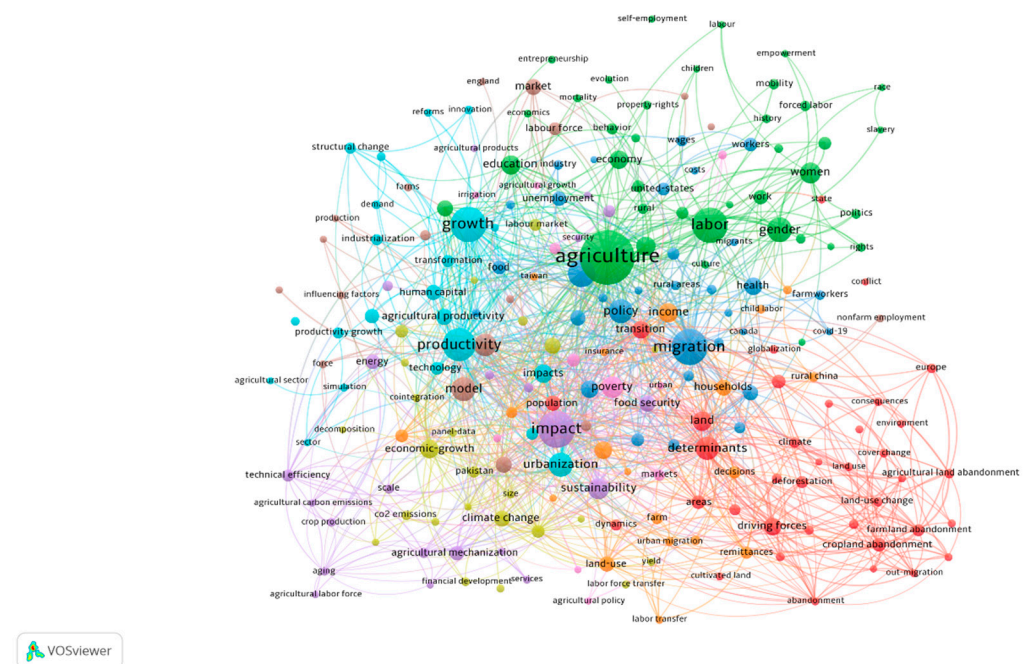 self-employment
labour
entrepreneurship
empowerment
england
evolution
children
market
mobility
race
mortality
property-rights
forced labor
reforms
innovation
economics
history
labour force
behavior
slavery
structural change
agricultural products
wages
workers
education
industry
economy
costs
women
farms
agricultural growth
united-states
irrigation
unemployment
work
state
demand
rural
politics
production
growth
labour market
labor
gender
industrialization
security
migrants
rights
agriculture
transformation
food
culture
taiwan
conflict
influencing factors
human capital
rural areas
health
farmworkers
policy
income
child labor
agricultural productivity
nonfarm employment
productivity growth
transition
canada
covid-19
productivity
migration
insurance
globalization
force
energy
technology
impacts
europe
agricultural sector
simulation
model
poverty
urban
households
rural china
cointegration
population
food security
consequences
decomposition
panel-data
impact
land
environment
sector
economic-growth
determinants
climate
cover change
urbanization
land use
technical efficiency
pakistan
markets
decisions
agricultural land abandonment
scale
size
sustainability
deforestation
agricultural carbon emissions
areas
land-use change
co2 emissions
climate change
farm
crop production
dynamics
driving forces
farmland abandonment
urban migration
cropland abandonment
agricultural mechanization
remittances
aging
land-use
yield
out-migration
financial development
services
labor force transfer
cultivated land
agricultural labor force
agricultural policy
abandonment
labor transfer
VOSviewer